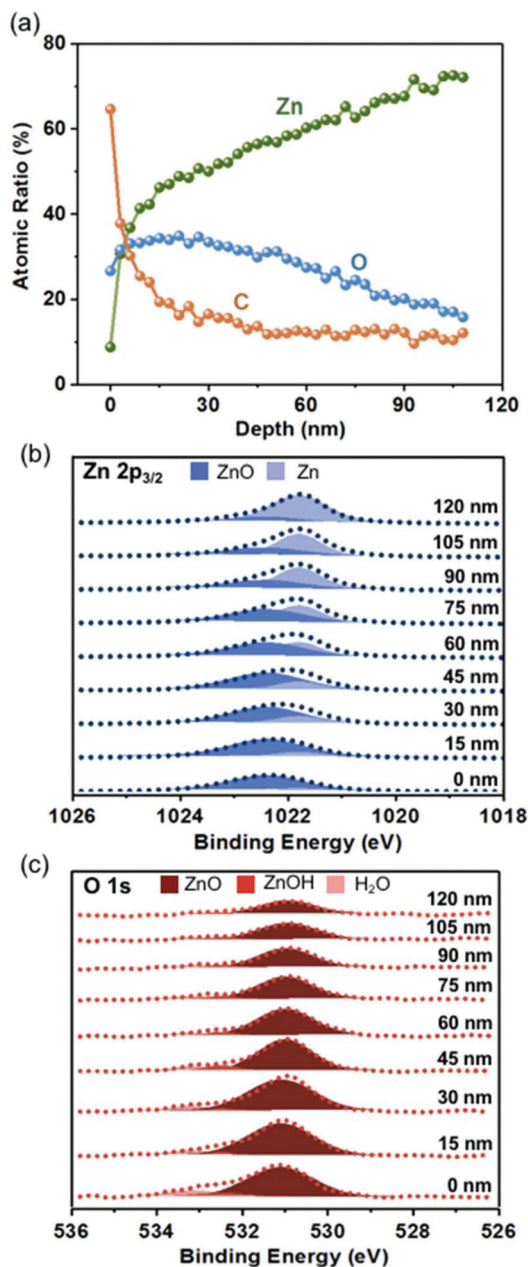 (a)
80
60
40
20
0
Atomic Ratio (%)
Zn
O
C
0 30 60 90 120
Depth (nm)
(b)
Zn 2p3/2 ZnO Zn
120 nm
105 nm
90 nm
75 nm
60 nm
45 nm
30 nm
15 nm
0 nm
1026 1024 1022 1020 1018
Binding Energy (eV)
(c)
O 1s ZnO ZnOH H2O
120 nm
105 nm
90 nm
75 nm
60 nm
45 nm
30 nm
15 nm
0 nm
536 534 532 530 528 526
Binding Energy (eV)